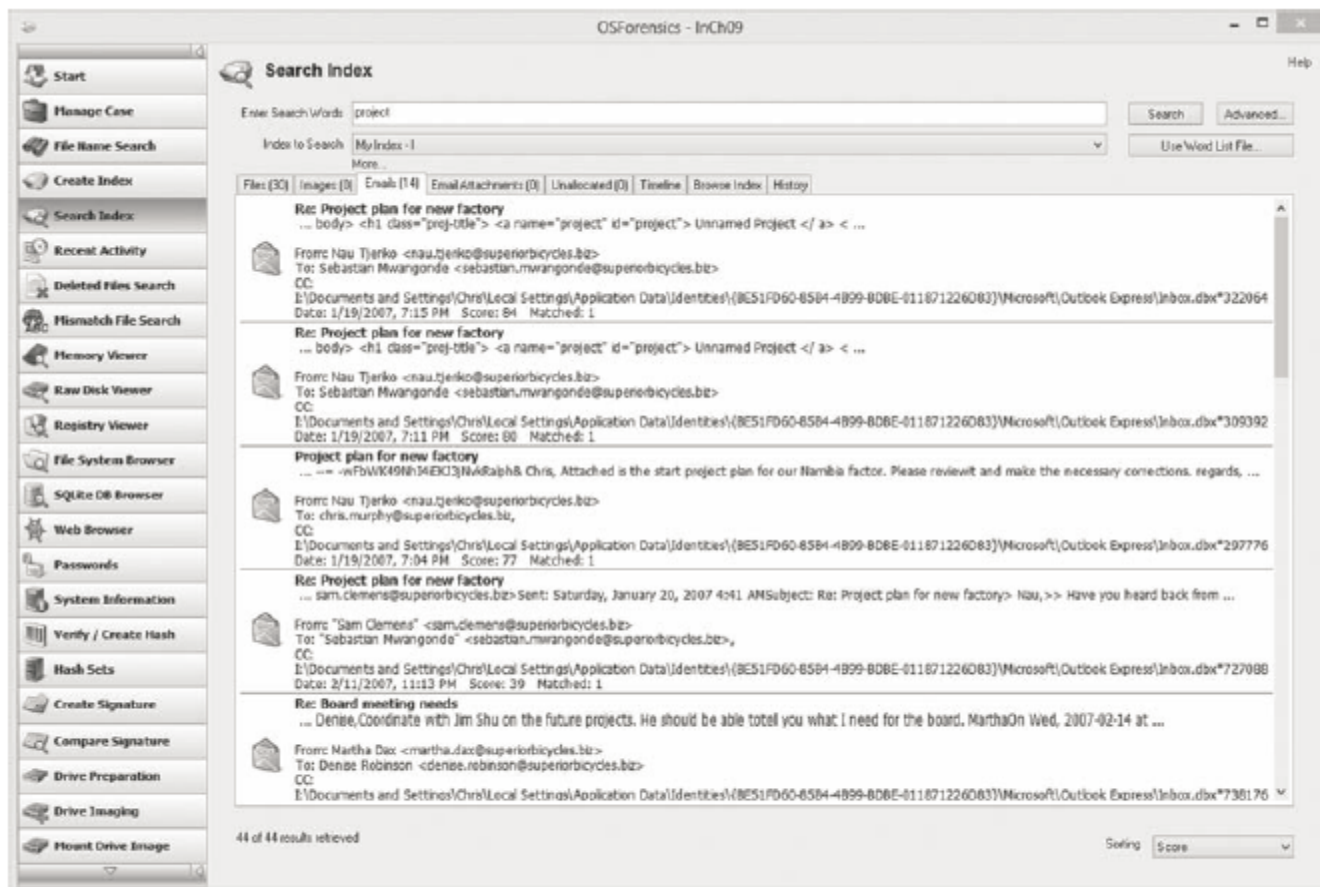 OSForensics - InCh09
Start
Manage Case
File Name Search
Create Index
Search Index
Recent Activity
Deleted Files Search
Mismatch File Search
Memory Viewer
Raw Disk Viewer
Registry Viewer
File System Browser
SQLite DB Browser
Web Browser
Passwords
System Information
Verify / Create Hash
Hash Sets
Create Signature
Compare Signature
Drive Preparation
Drive Imaging
Mount Drive Image
Search Index
Help
Enter Search Words project
Search Advanced...
Index to Search MyIndex - I
Use Word List File...
More...
Files (30) Images (0) Emails (14) Email Attachments (0) Unallocated (0) Timeline Browse Index History
Re: Project plan for new factory
... body> <h1 class="proj-title"> <a name="project" id="project"> Unnamed Project </ a> < ...
From: Nau Tjeriko <nau.tjeriko@superiorbicycles.biz>
To: Sebastian Mwangonde <sebastian.mwangonde@superiorbicycles.biz>
CC:
I:\Documents and Settings\Chris\Local Settings\Application Data\Identities\{BE51FD60-85B4-4B99-BDBE-011871226D83}\Microsoft\Outlook Express\Inbox.dbx*322064
Date: 1/19/2007, 7:15 PM Score: 84 Matched: 1
Re: Project plan for new factory
... body> <h1 class="proj-title"> <a name="project" id="project"> Unnamed Project </ a> < ...
From: Nau Tjeriko <nau.tjeriko@superiorbicycles.biz>
To: Sebastian Mwangonde <sebastian.mwangonde@superiorbicycles.biz>
CC:
I:\Documents and Settings\Chris\Local Settings\Application Data\Identities\{BE51FD60-85B4-4B99-BDBE-011871226D83}\Microsoft\Outlook Express\Inbox.dbx*309392
Date: 1/19/2007, 7:11 PM Score: 80 Matched: 1
Project plan for new factory
Chris, Attached is the start project plan for our Namibia factor. Please reviewit and make the necessary corrections. regards, ...
From: Nau Tjeriko <nau.tjeriko@superiorbicycles.biz>
To: chris.murphy@superiorbicycles.biz,
CC:
I:\Documents and Settings\Chris\Local Settings\Application Data\Identities\{BE51FD60-85B4-4B99-BDBE-011871226D83}\Microsoft\Outlook Express\Inbox.dbx*297776
Date: 1/19/2007, 7:04 PM Score: 77 Matched: 1
Re: Project plan for new factory
... sam.clemens@superiorbicycles.biz>Sent: Saturday, January 20, 2007 4:41 AMSubject: Re: Project plan for new factory> Nau,>> Have you heard back from ...
From: "Sam Clemens" <sam.clemens@superiorbicycles.biz>
To: "Sebastian Mwangonde" <sebastian.mwangonde@superiorbicycles.biz>,
CC:
I:\Documents and Settings\Chris\Local Settings\Application Data\Identities\{BE51FD60-85B4-4B99-BDBE-011871226D83}\Microsoft\Outlook Express\Inbox.dbx*727088
Date: 2/11/2007, 11:13 PM Score: 39 Matched: 1
Re: Board meeting needs
... Denise,Coordinate with Jim Shu on the future projects. He should be able totell you what I need for the board. MarthaOn Wed, 2007-02-14 at ...
From: Martha Dax <martha.dax@superiorbicycles.biz>
To: Denise Robinson <denise.robinson@superiorbicycles.biz>
CC:
I:\Documents and Settings\Chris\Local Settings\Application Data\Identities\{BE51FD60-85B4-4B99-BDBE-011871226D83}\Microsoft\Outlook Express\Inbox.dbx*738176
44 of 44 results retrieved
Sorting Score